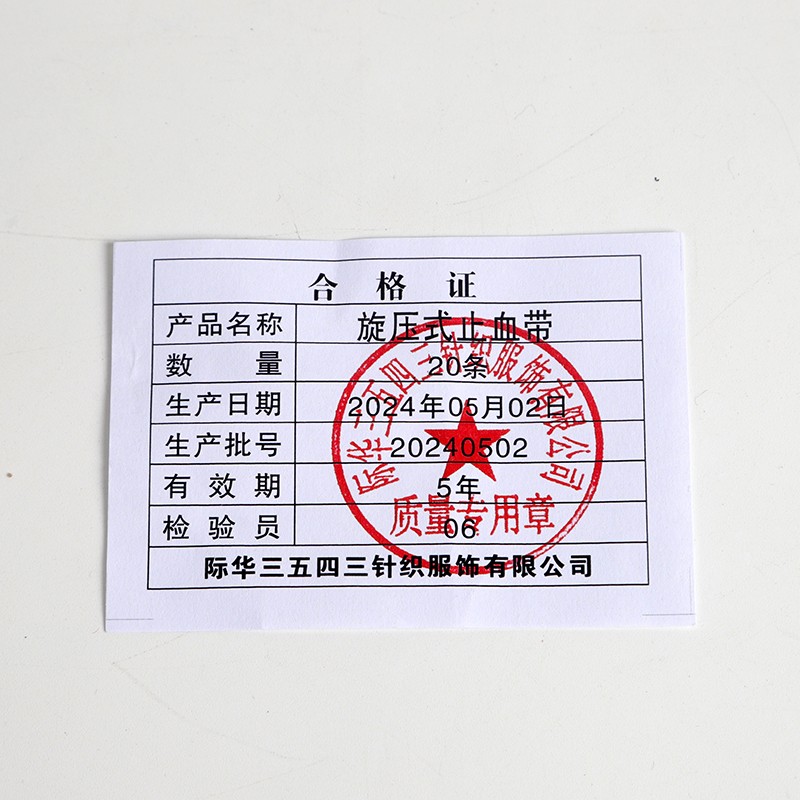 合格证
产品名称 旋压式止血带
数量 20条
生产日期 2024年05月02日
生产批号 20240502
有效期 5年
检验员 06
际华三五四三针织服饰有限公司
际华三五四三针织服饰有限公司
质量专用章